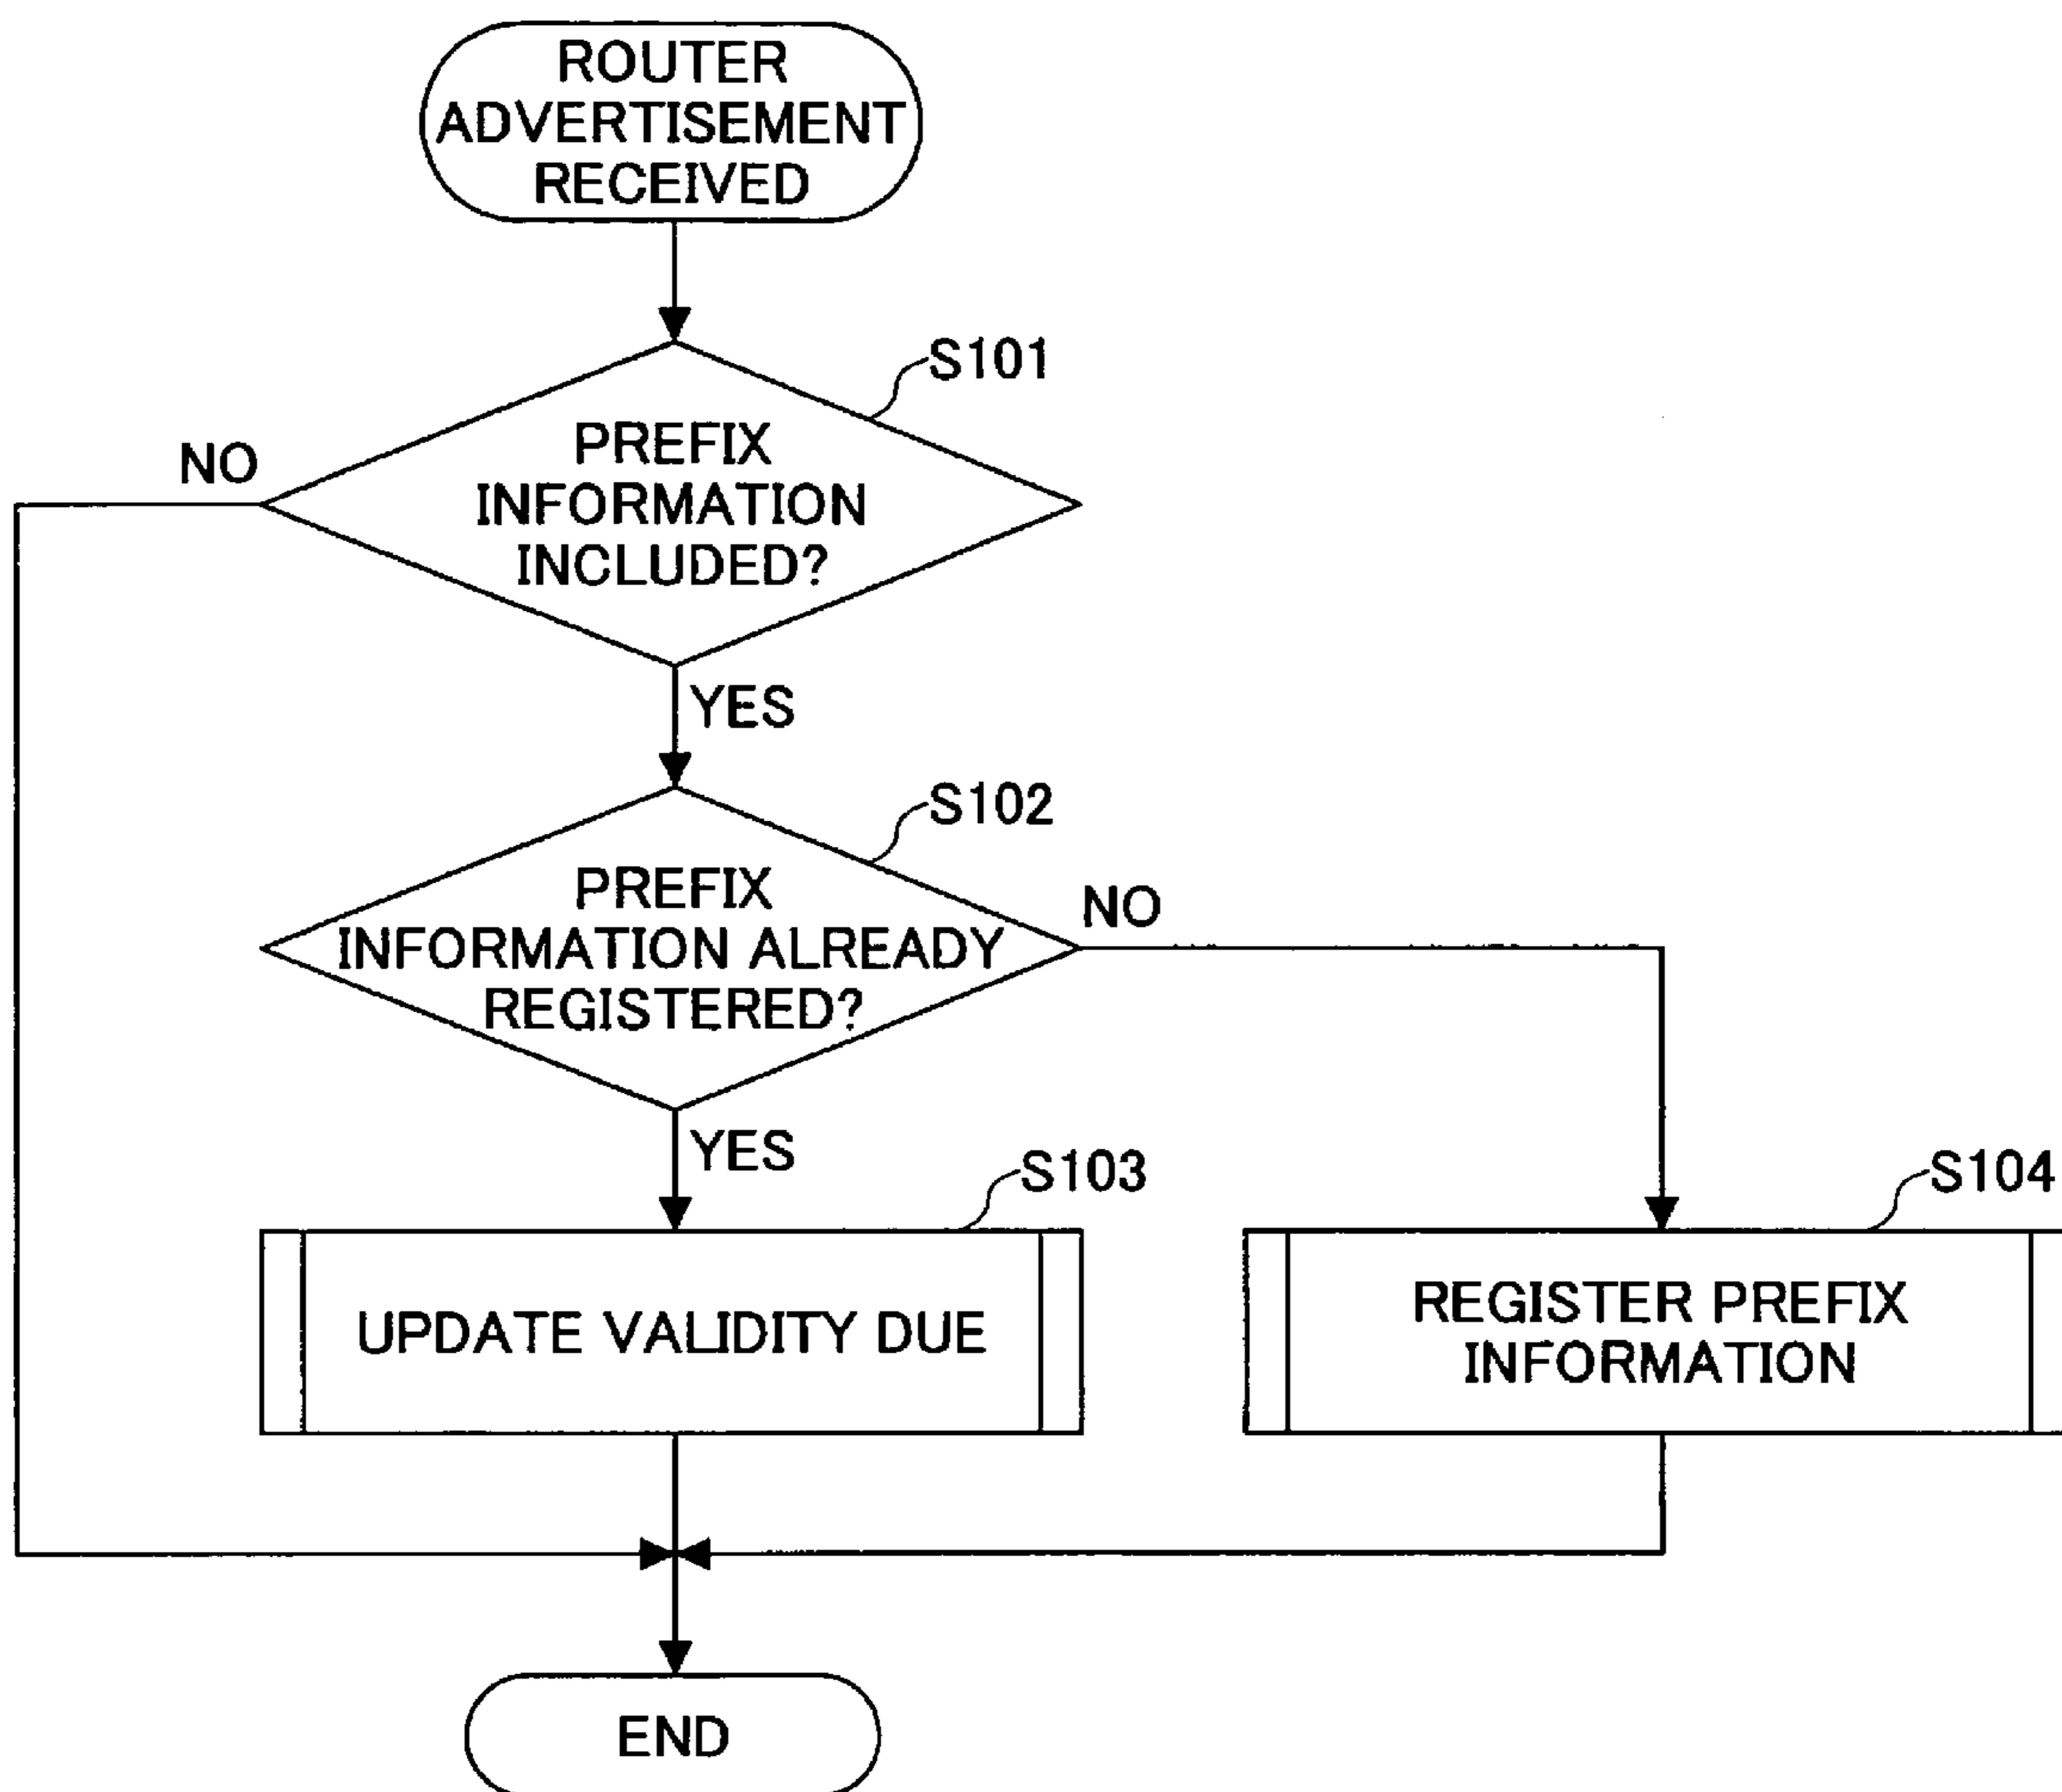 ROUTER
ADVERTISEMENT
RECEIVED
S101
NO
PREFIX
INFORMATION
INCLUDED?
YES
S102
PREFIX
INFORMATION ALREADY
REGISTERED?
NO
YES
S103
S104
UPDATE VALIDITY DUE
REGISTER PREFIX
INFORMATION
END